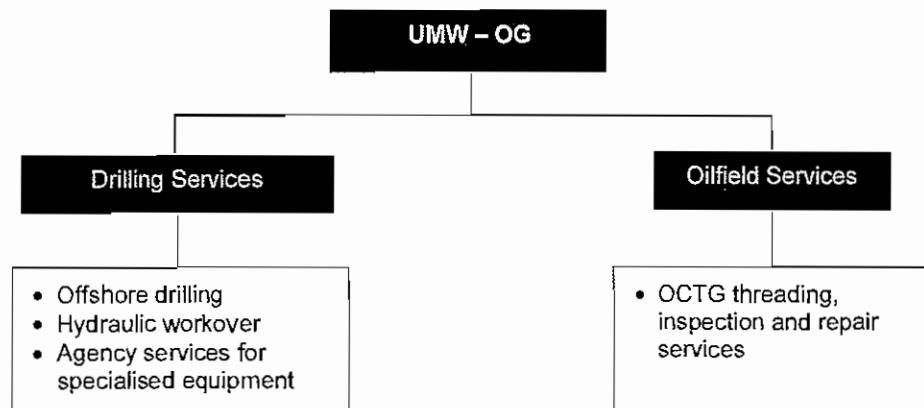 UMW – OG
Drilling Services
Oilfield Services
• Offshore drilling
• Hydraulic workover
• Agency services for
specialised equipment
• OCTG threading,
inspection and repair
services